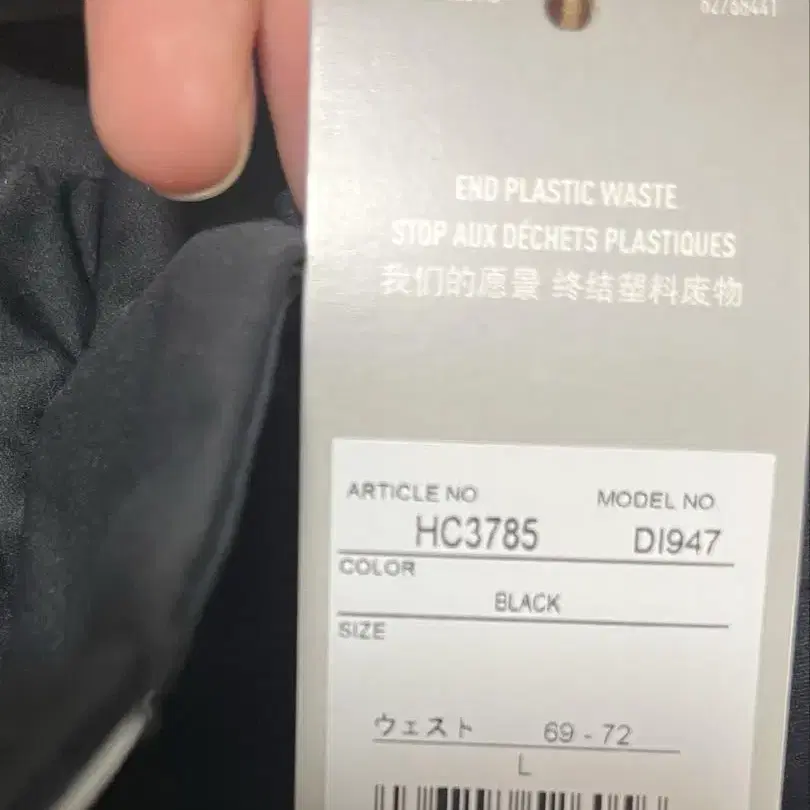 END PLASTIC WASTE
STOP AUX DÉCHETS PLASTIQUES
我们的愿景 终结塑料废物
ARTICLE NO MODEL NO
HC3785 DI947
COLOR
BLACK
SIZE
ウェスト 69 - 72
L